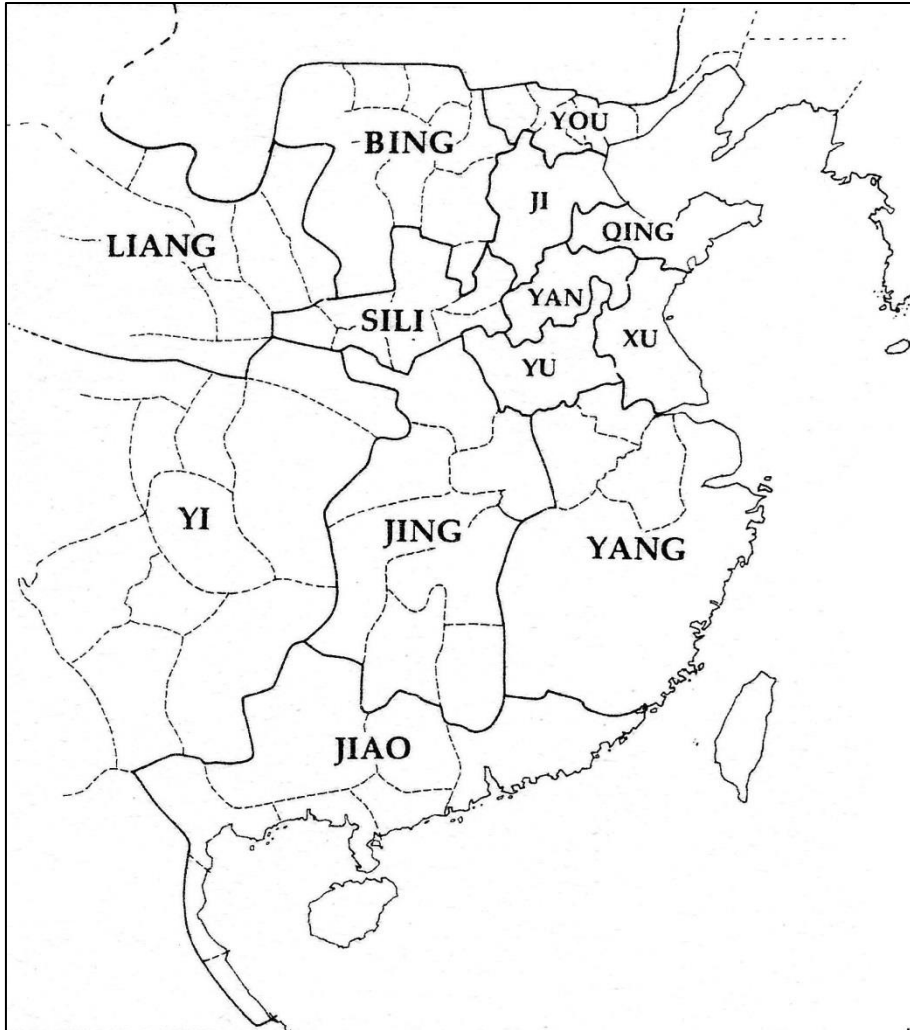 YOU
BING
JI
QING
LIANG
YAN
SILI
XU
YU
YI
JING
YANG
JIAO